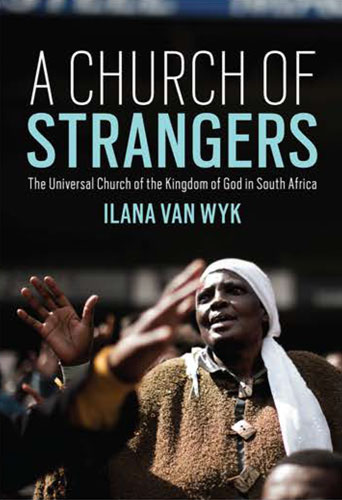 A CHURCH OF
STRANGERS
The Universal Church of the Kingdom of God in South Africa
ILANA VAN WYK